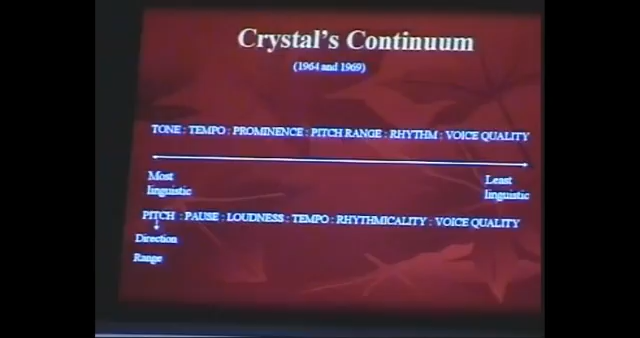 Crystal's Continuum
(1964 and 1969)
TONE : TEMPO : PROMINENCE : PITCH RANGE : RHYTHM : VOICE QUALITY
Most linguistic
Least linguistic
PITCH : PAUSE : LOUDNESS : TEMPO : RHYTHMICALITY : VOICE QUALITY
Direction
Range